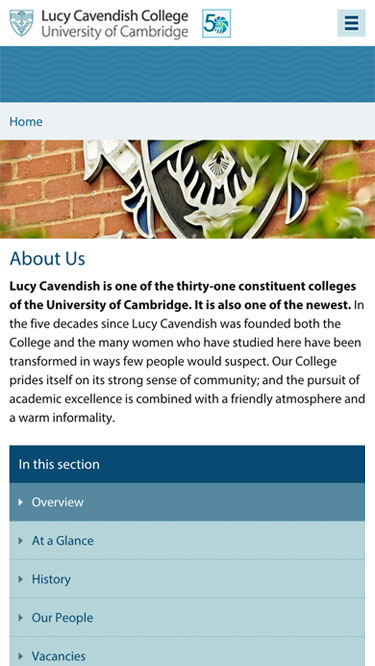 Lucy Cavendish College
University of Cambridge
50
Home
About Us
Lucy Cavendish is one of the thirty-one constituent colleges
of the University of Cambridge. It is also one of the newest. In
the five decades since Lucy Cavendish was founded both the
College and the many women who have studied here have been
transformed in ways few people would suspect. Our College
prides itself on its strong sense of community; and the pursuit of
academic excellence is combined with a friendly atmosphere and
a warm informality.
In this section
Overview
At a Glance
History
Our People
Vacancies